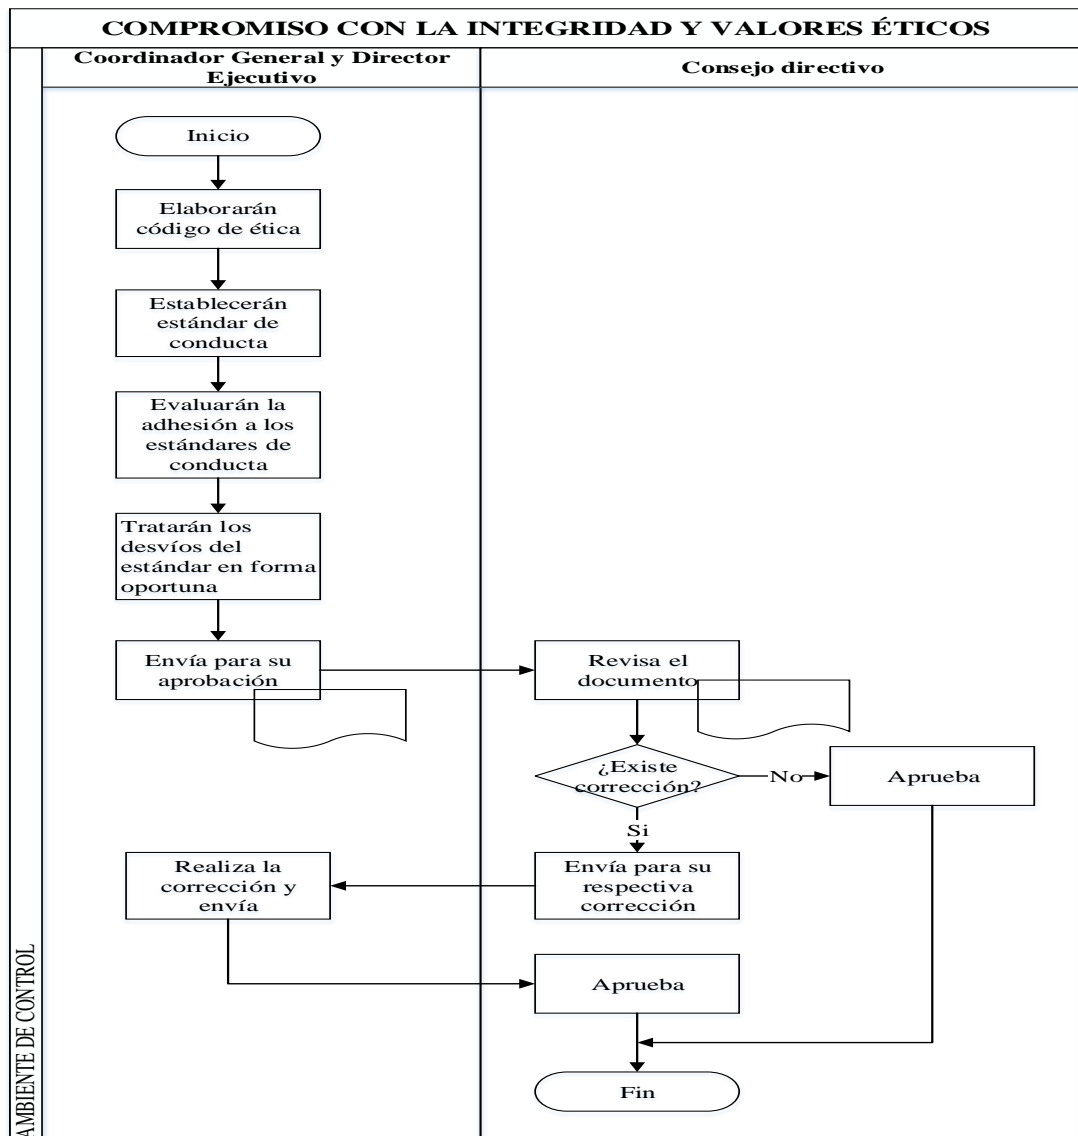 COMPROMISO CON LA INTEGRIDAD Y VALORES ÉTICOS
Coordinador General y Director
Ejecutivo
Consejo directivo
Inicio
Elaborarán
código de ética
Establecerán
estándar de
conducta
Evaluarán la
adhesión a los
estándares de
conducta
Tratarán los
desvíos del
estándar en forma
oportuna
Envía para su
aprobación
Revisa el
documento
¿Existe
corrección?
No
Aprueba
Si
Envía para su
respectiva
corrección
Realiza la
corrección y
envía
Aprueba
Fin
AMBIENTE DE CONTROL